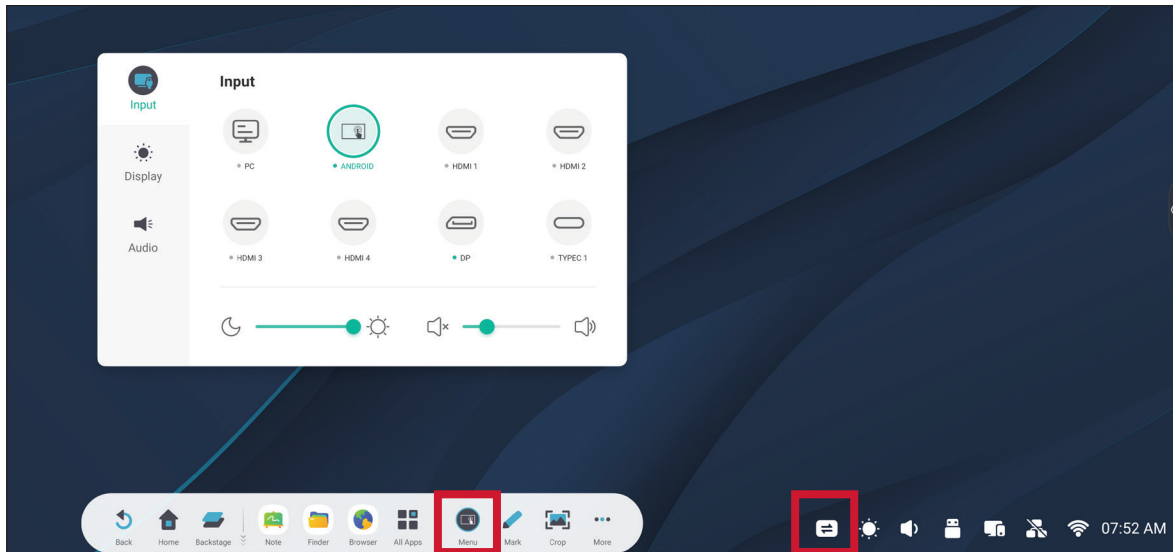 Input
Display
Audio
Input
PC
ANDROID
HDMI 1
HDMI 2
HDMI 3
HDMI 4
DP
TYPEC 1
Back
Home
Backstage
Note
Finder
Browser
All Apps
Menu
Mark
Crop
More
07:52 AM